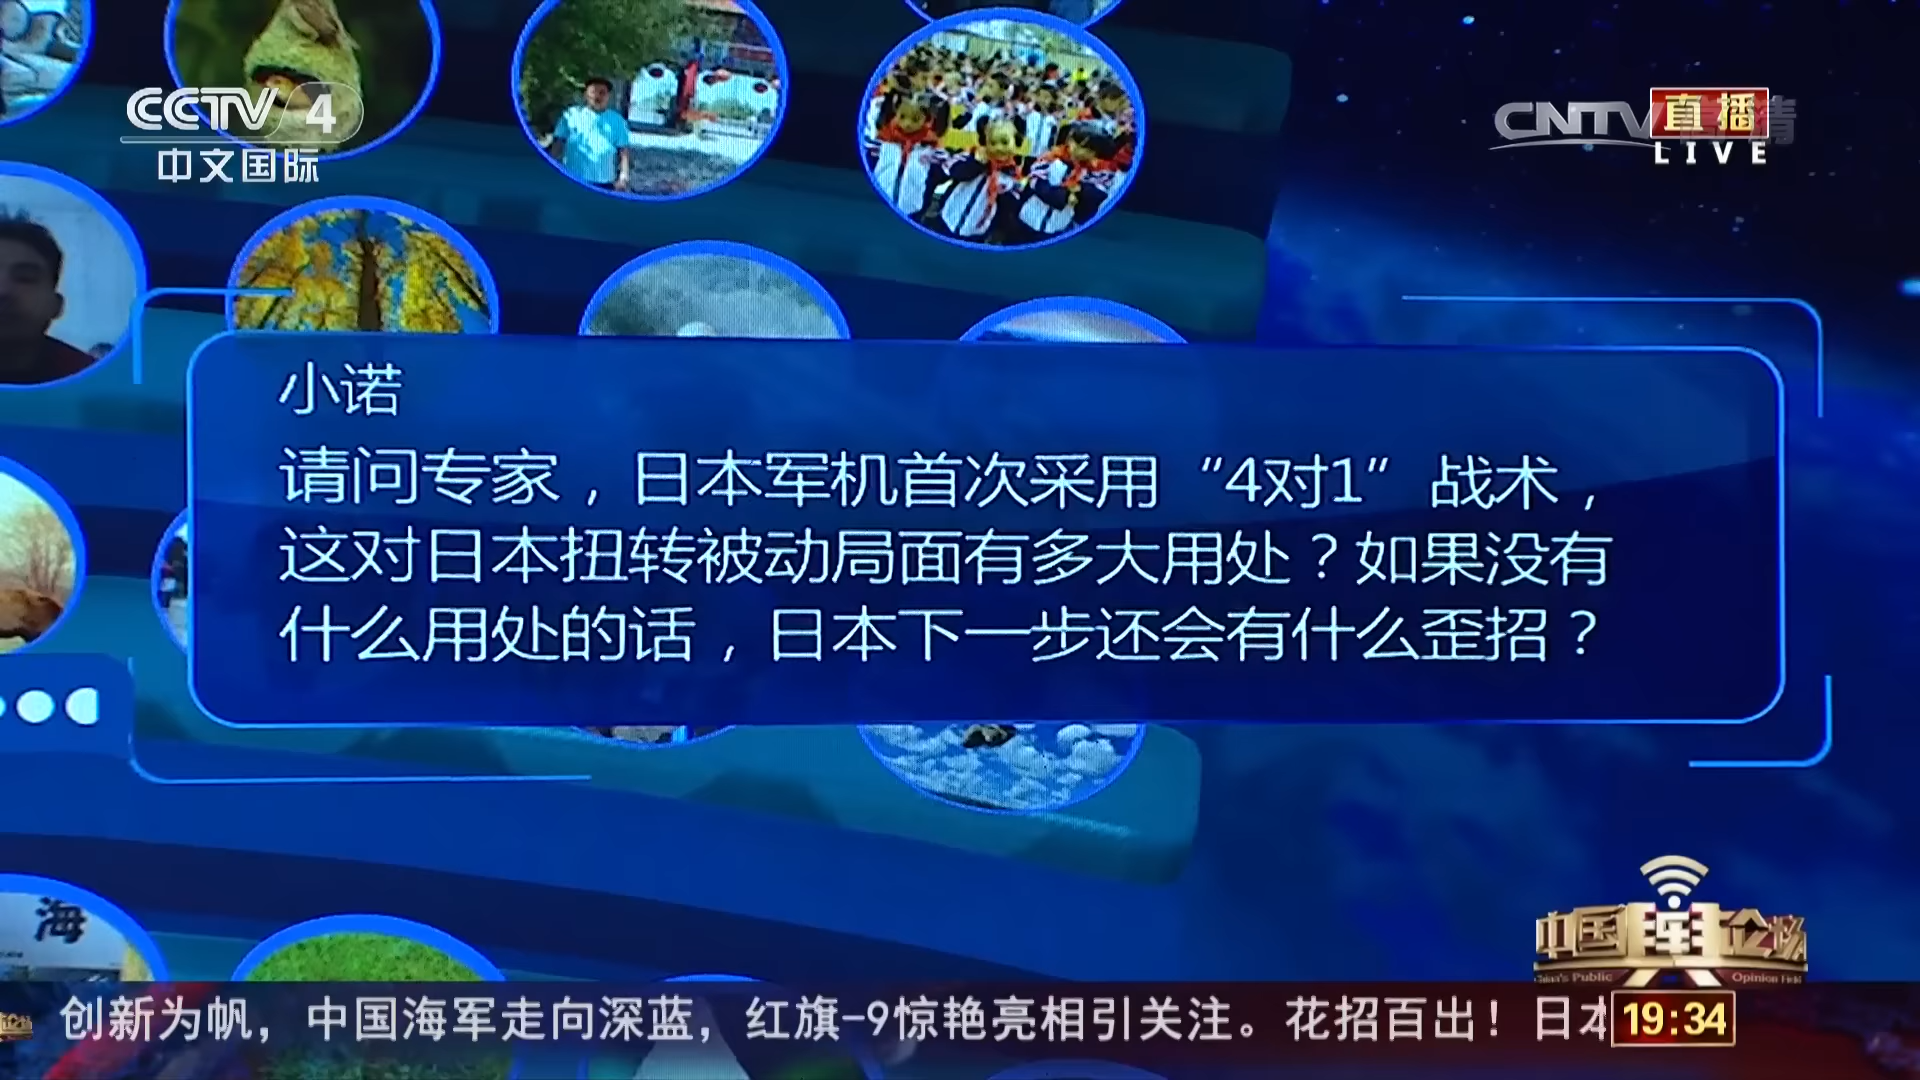 CCTV 4
中文国际
CNTV 直播
LIVE
小诺
请问专家，日本军机首次采用“4对1”战术，
这对日本扭转被动局面有多大用处？如果没有
什么用处的话，日本下一步还会有什么歪招？
海
中国舆论场
China's Public Opinion Field
创新为帆，中国海军走向深蓝，红旗-9惊艳亮相引关注。花招百出！日本
19:34